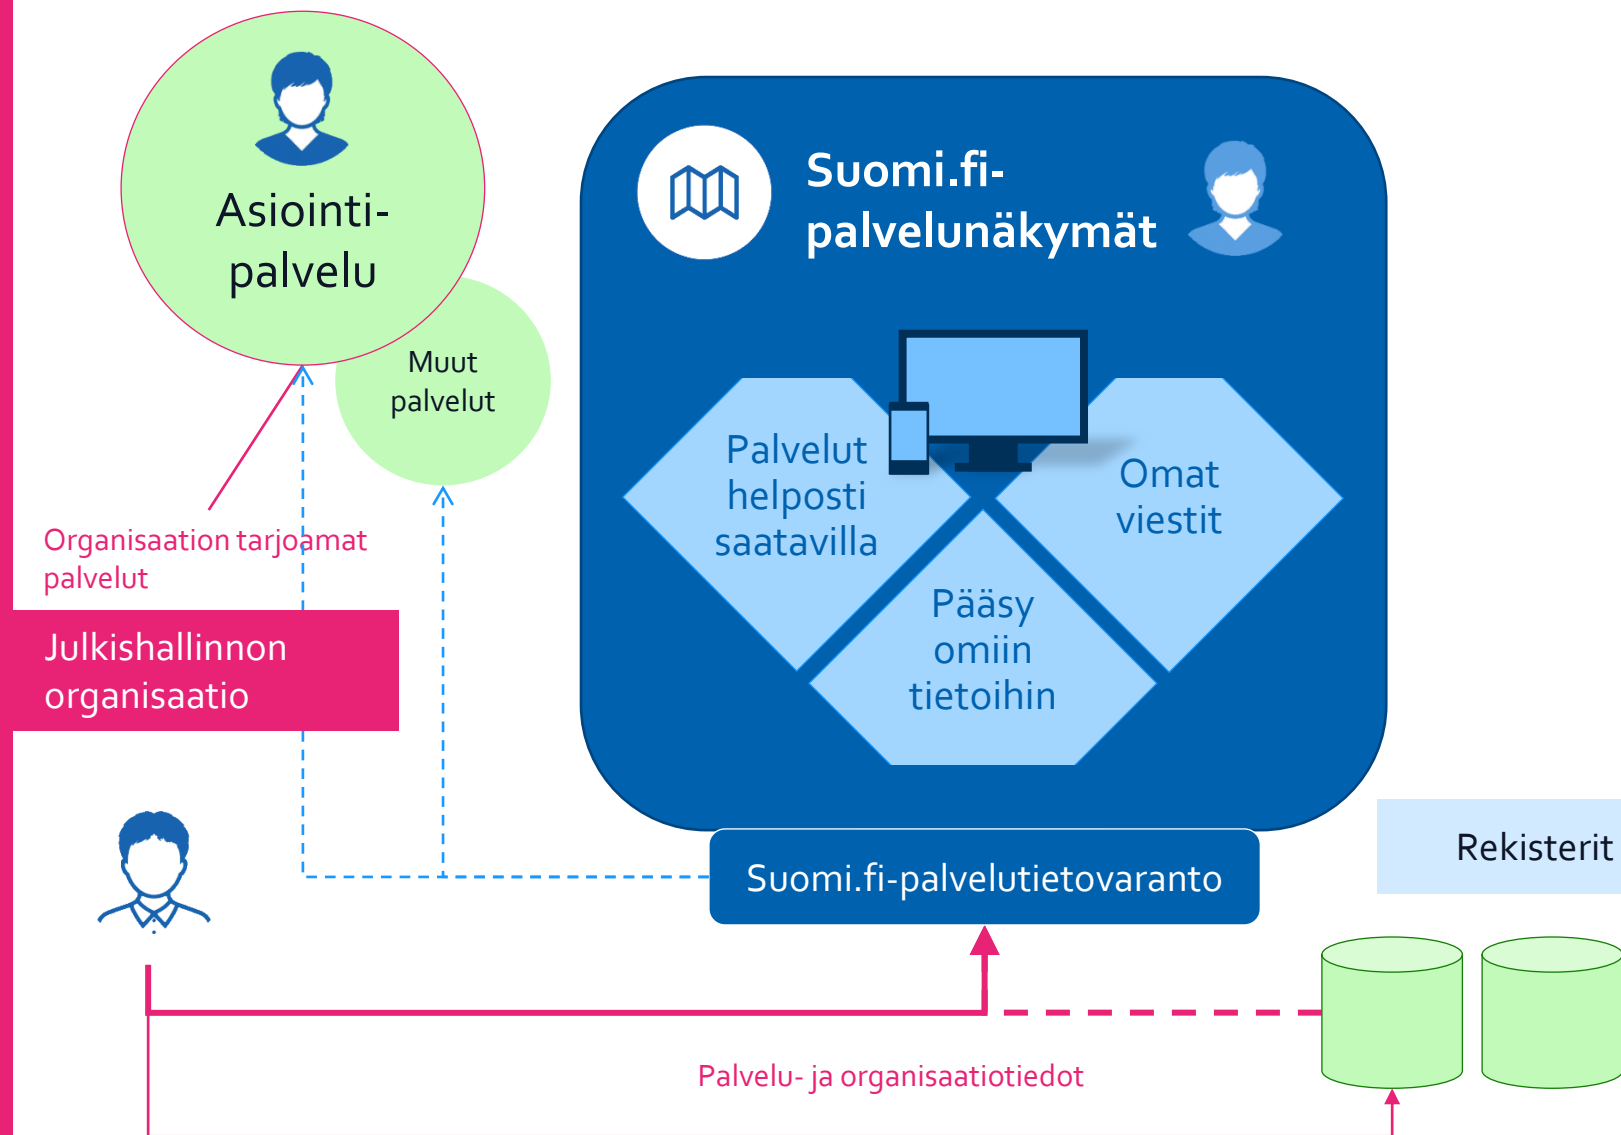 Asiointi-
palvelu
Muut
palvelut
Organisaation tarjoamat
palvelut
Julkishallinnon
organisaatio
Suomi.fi-
palvelunäkymät
Palvelut
helposti
saatavilla
Omat
viestit
Pääsy
omiin
tietoihin
Suomi.fi-palvelutietovaranto
Rekisterit
Palvelu- ja organisaatiotiedot